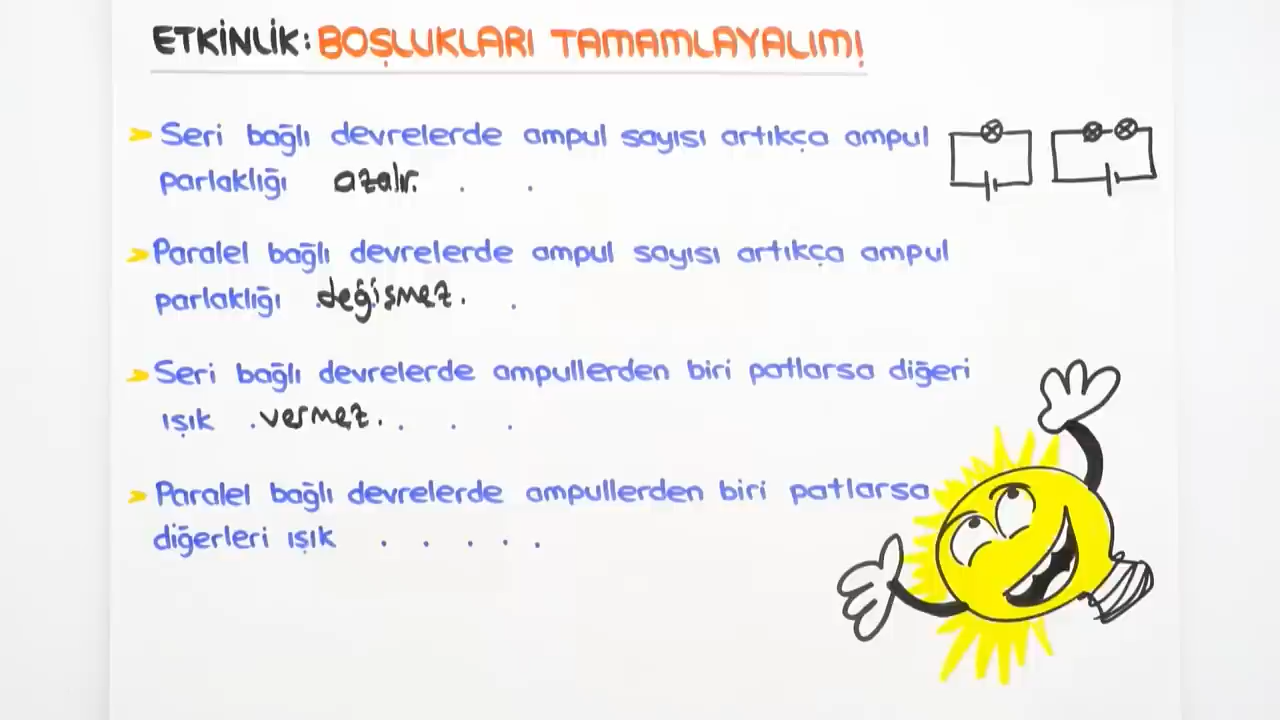 ETKİNLİK: BOŞLUKLARI TAMAMLAYALIM!
➤ Seri bağlı devrelerde ampul sayısı artıkça ampul
parlaklığı azalır. . .
➤ Paralel bağlı devrelerde ampul sayısı artıkça ampul
parlaklığı .değişmez. .
➤ Seri bağlı devrelerde ampullerden biri patlarsa diğeri
ışık .vermez. . . .
➤ Paralel bağlı devrelerde ampullerden biri patlarsa
diğerleri ışık . . . . .